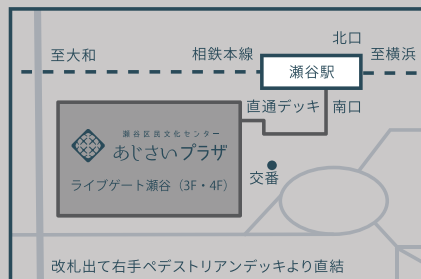 北口
至大和
相鉄本線
至横浜
瀬谷駅
直通デッキ
南口
瀬谷区民文化センター
あじさいプラザ
ライブゲート瀬谷（3F・4F）
交番
改札出て右手ペデストリアンデッキより直結